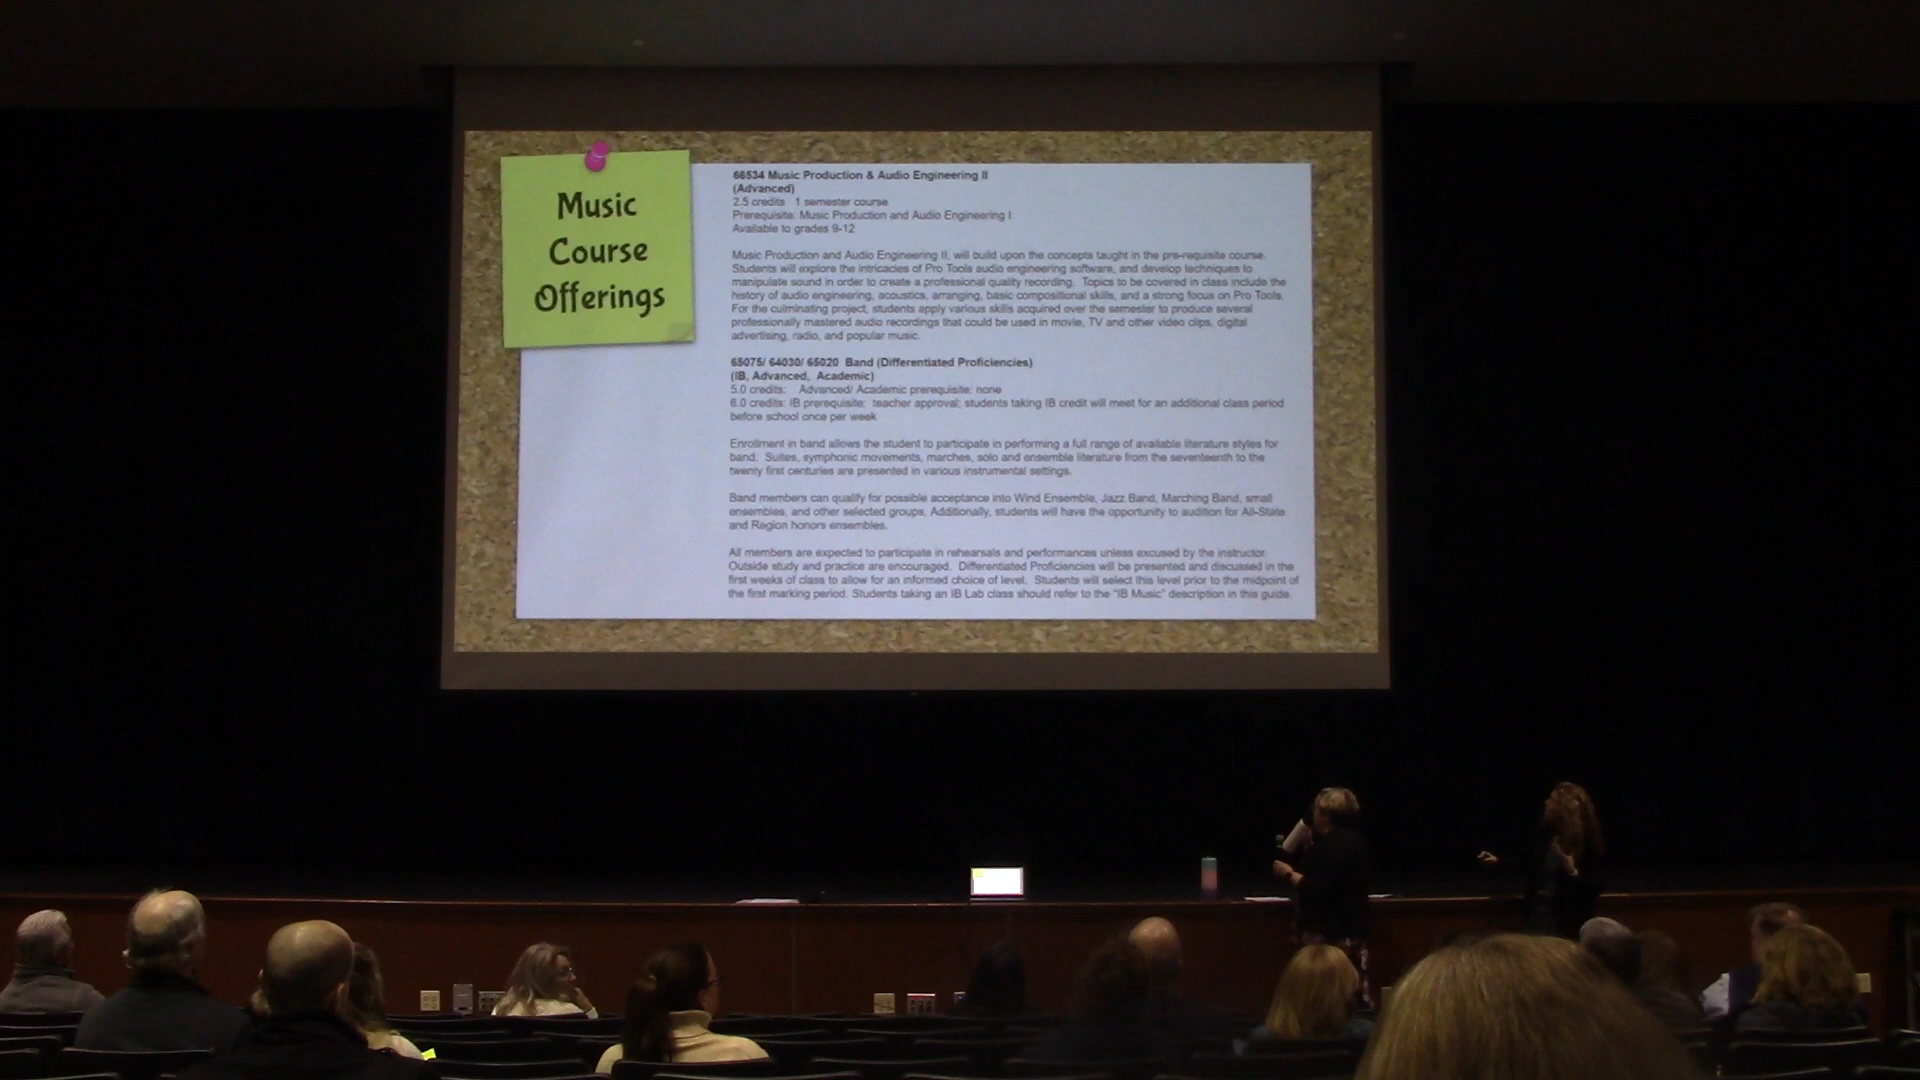 Music
Course
Offerings
66534 Music Production & Audio Engineering II
(Advanced)
2.5 credits 1 semester course
Prerequisite: Music Production and Audio Engineering I
Available to grades 9-12
Music Production and Audio Engineering II, will build upon the concepts taught in the pre-requisite course.
Students will explore the intricacies of Pro Tools audio engineering software, and develop techniques to
manipulate sound in order to create a professional quality recording. Topics to be covered in class include the
history of audio engineering, acoustics, arranging, basic compositional skills, and a strong focus on Pro Tools.
For the culminating project, students apply various skills acquired over the semester to produce several
professionally mastered audio recordings that could be used in movie, TV and other video clips, digital
advertising, radio, and popular music.
65075/ 64030/ 65020 Band (Differentiated Proficiencies)
(IB, Advanced, Academic)
5.0 credits: Advanced/ Academic prerequisite: none
6.0 credits: IB prerequisite: teacher approval; students taking IB credit will meet for an additional class period
before school once per week
Enrollment in band allows the student to participate in performing a full range of available literature styles for
band. Suites, symphonic movements, marches, solo and ensemble literature from the seventeenth to the
twenty first centuries are presented in various instrumental settings.
Band members can qualify for possible acceptance into Wind Ensemble, Jazz Band, Marching Band, small
ensembles, and other selected groups. Additionally, students will have the opportunity to audition for All-State
and Region honors ensembles.
All members are expected to participate in rehearsals and performances unless excused by the instructor.
Outside study and practice are encouraged. Differentiated Proficiencies will be presented and discussed in the
first weeks of class to allow for an informed choice of level. Students will select this level prior to the midpoint of
the first marking period. Students taking an IB Lab class should refer to the "IB Music" description in this guide.